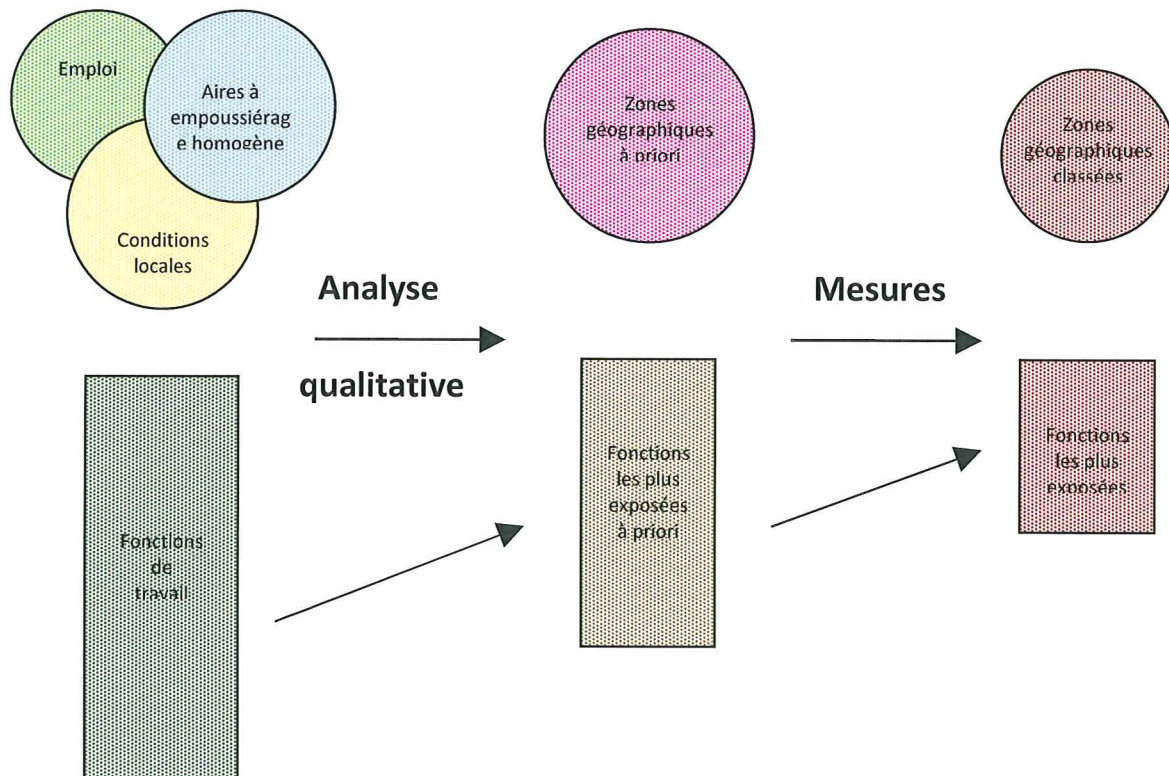 Emploi
Aires à
empoussiérag
e homogène
Conditions
locales
Zones
géographiques
à priori
Zones
géographiques
classées
Analyse
qualitative
Mesures
Fonctions
de
travail
Fonctions
les plus
exposées
à priori
Fonctions
les plus
exposées